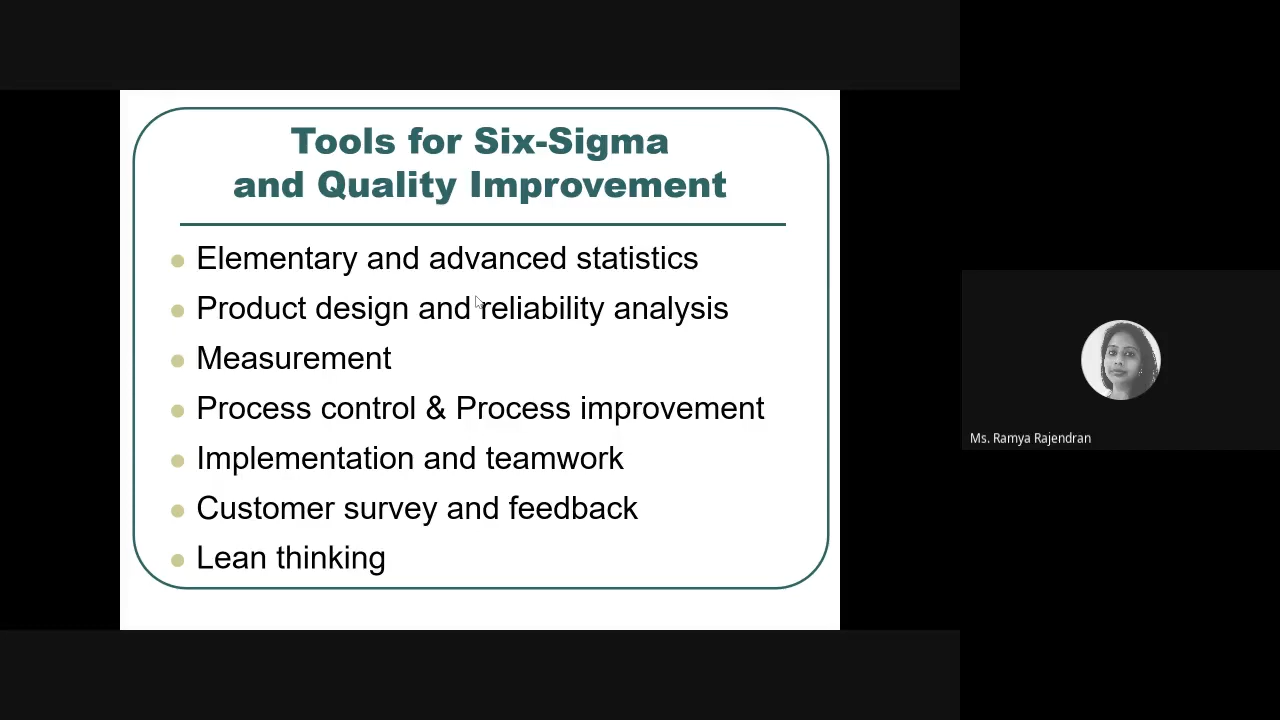 Tools for Six-Sigma
and Quality Improvement
Elementary and advanced statistics
Product design and reliability analysis
Measurement
Process control & Process improvement
Implementation and teamwork
Customer survey and feedback
Lean thinking
Ms. Ramya Rajendran